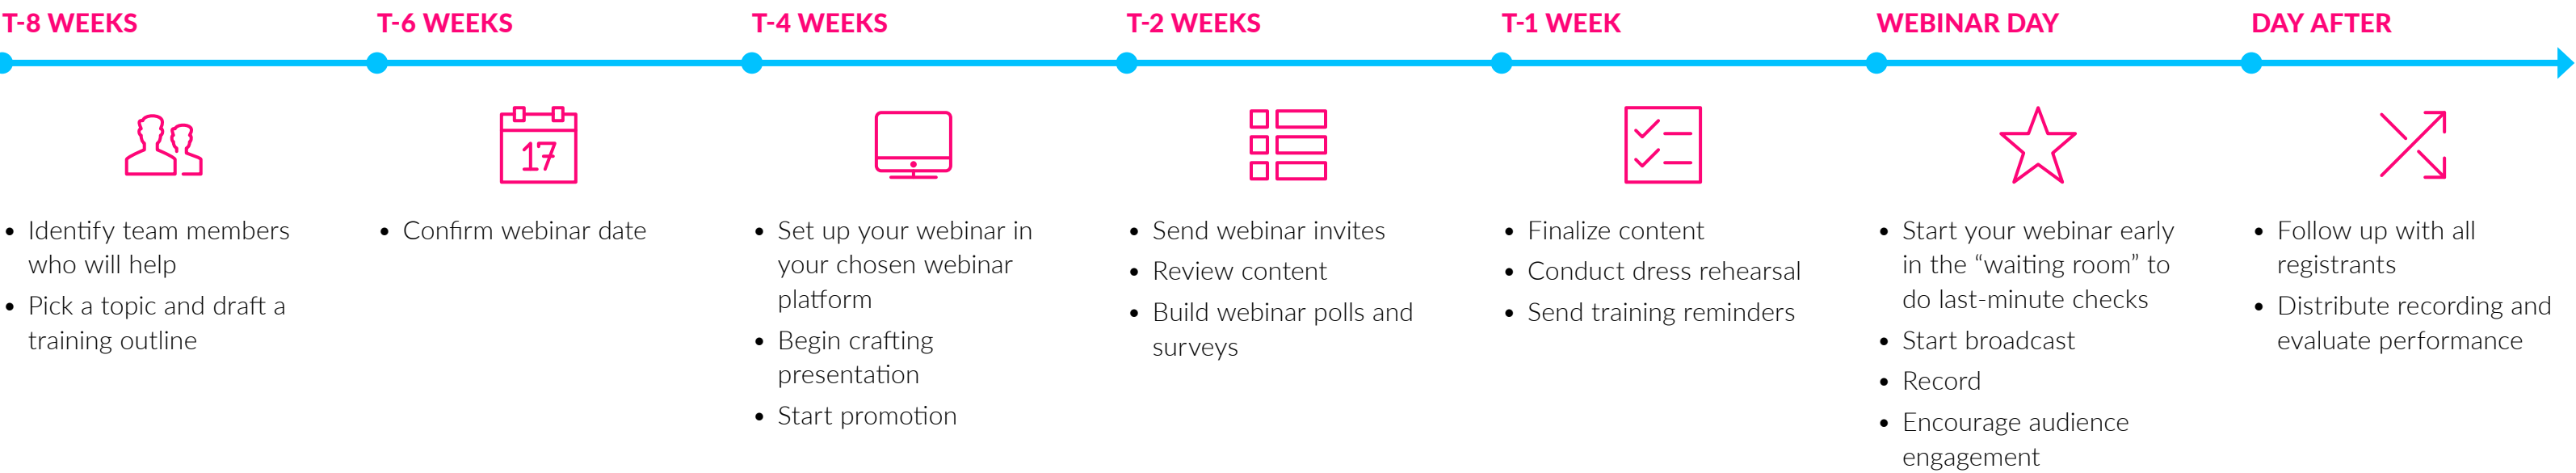 T-8 WEEKS
• Identify team members
who will help
• Pick a topic and draft a
training outline
T-6 WEEKS
17
• Confirm webinar date
T-4 WEEKS
• Set up your webinar in
your chosen webinar
platform
• Begin crafting
presentation
• Start promotion
T-2 WEEKS
• Send webinar invites
• Review content
• Build webinar polls and
surveys
T-1 WEEK
• Finalize content
• Conduct dress rehearsal
• Send training reminders
WEBINAR DAY
• Start your webinar early
in the “waiting room” to
do last-minute checks
• Start broadcast
• Record
• Encourage audience
engagement
DAY AFTER
• Follow up with all
registrants
• Distribute recording and
evaluate performance